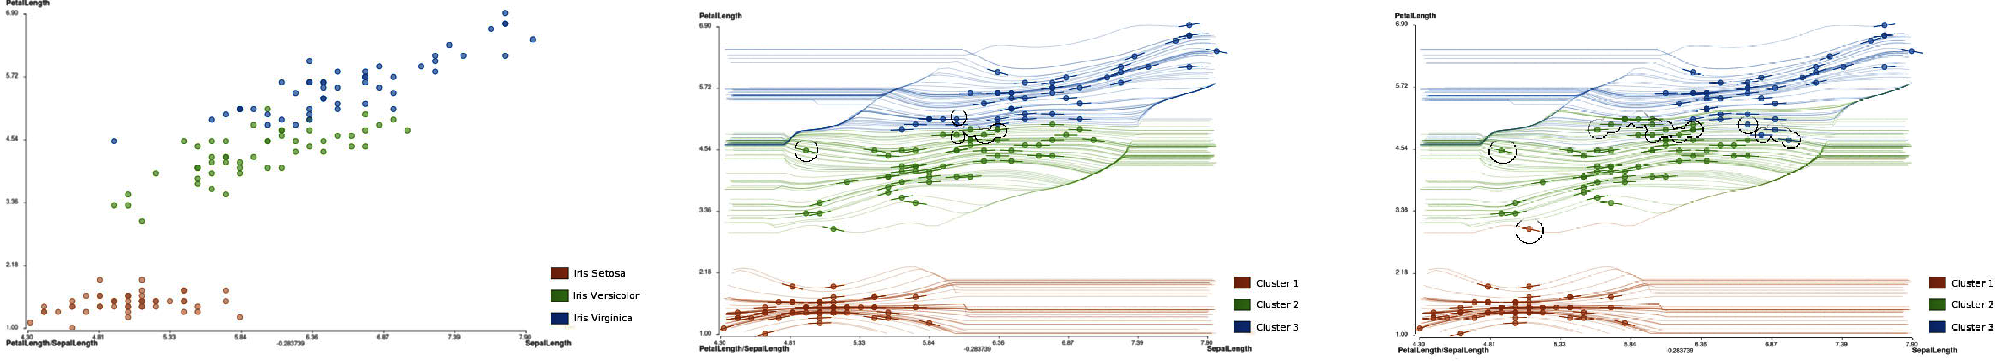 PetalLength
6.90
5.72
4.54
3.36
2.18
1.00
4.30 4.81 5.33 5.84 6.36 6.87 7.39 7.90
PetalLength/SepalLength -0.283739 SepalLength
Iris Setosa
Iris Versicolor
Iris Virginica
PetalLength
6.90
5.72
4.54
3.36
2.18
1.00
4.30 4.81 5.33 5.84 6.36 6.87 7.39 7.90
PetalLength/SepalLength -0.283739 SepalLength
Cluster 1
Cluster 2
Cluster 3
PetalLength
6.90
5.72
4.54
3.36
2.18
1.00
4.30 4.81 5.33 5.84 6.36 6.87 7.39 7.90
PetalLength/SepalLength -0.283739 SepalLength
Cluster 1
Cluster 2
Cluster 3